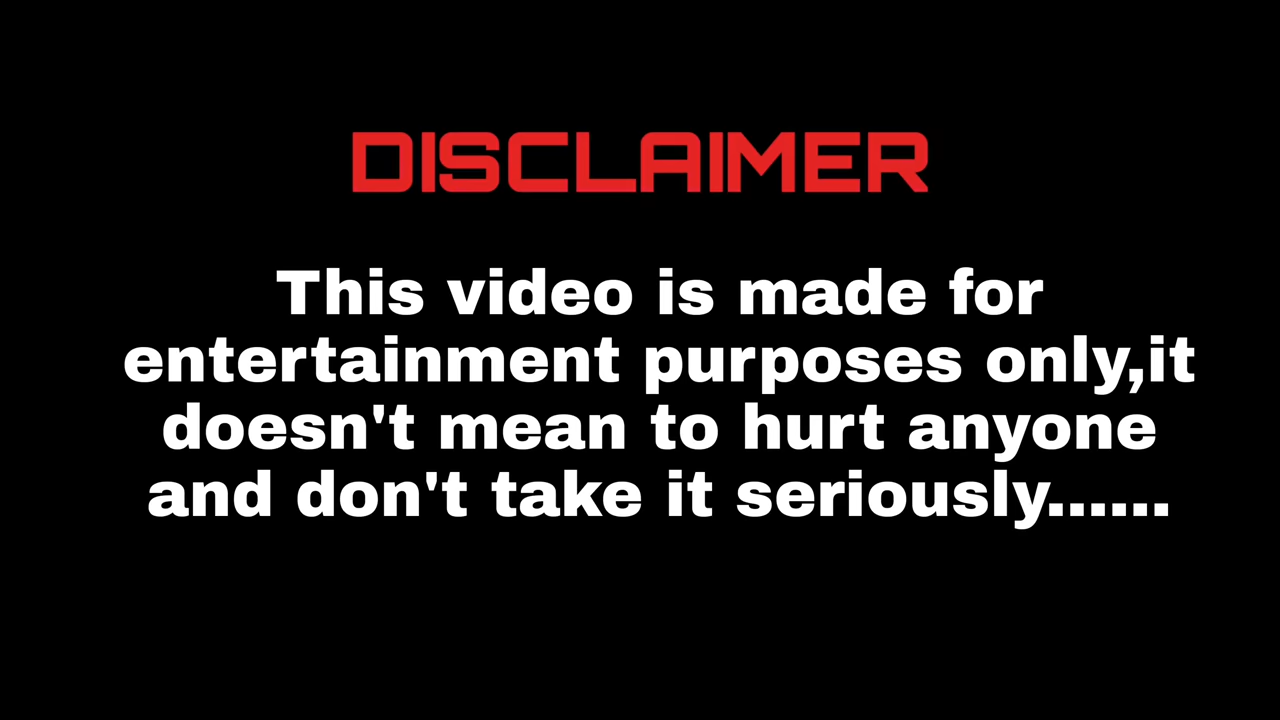 DISCLAIMER
This video is made for
entertainment purposes only,it
doesn't mean to hurt anyone
and don't take it seriously......